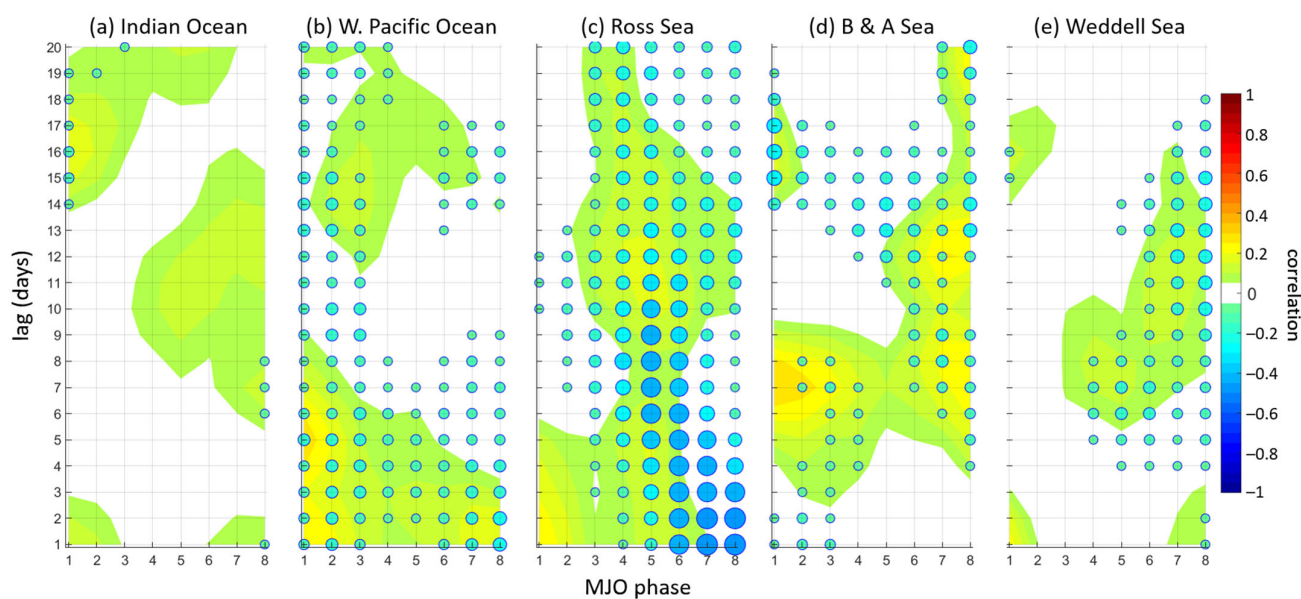 (a) Indian Ocean
(b) W. Pacific Ocean
(c) Ross Sea
(d) B & A Sea
(e) Weddell Sea
20
19
18
17
16
15
14
13
12
11
10
9
8
7
6
5
4
3
2
1
lag (days)
1 2 3 4 5 6 7 8
1 2 3 4 5 6 7 8
1 2 3 4 5 6 7 8
1 2 3 4 5 6 7 8
1 2 3 4 5 6 7 8
MJO phase
1
0.8
0.6
0.4
0.2
0
−0.2
−0.4
−0.6
−0.8
−1
correlation